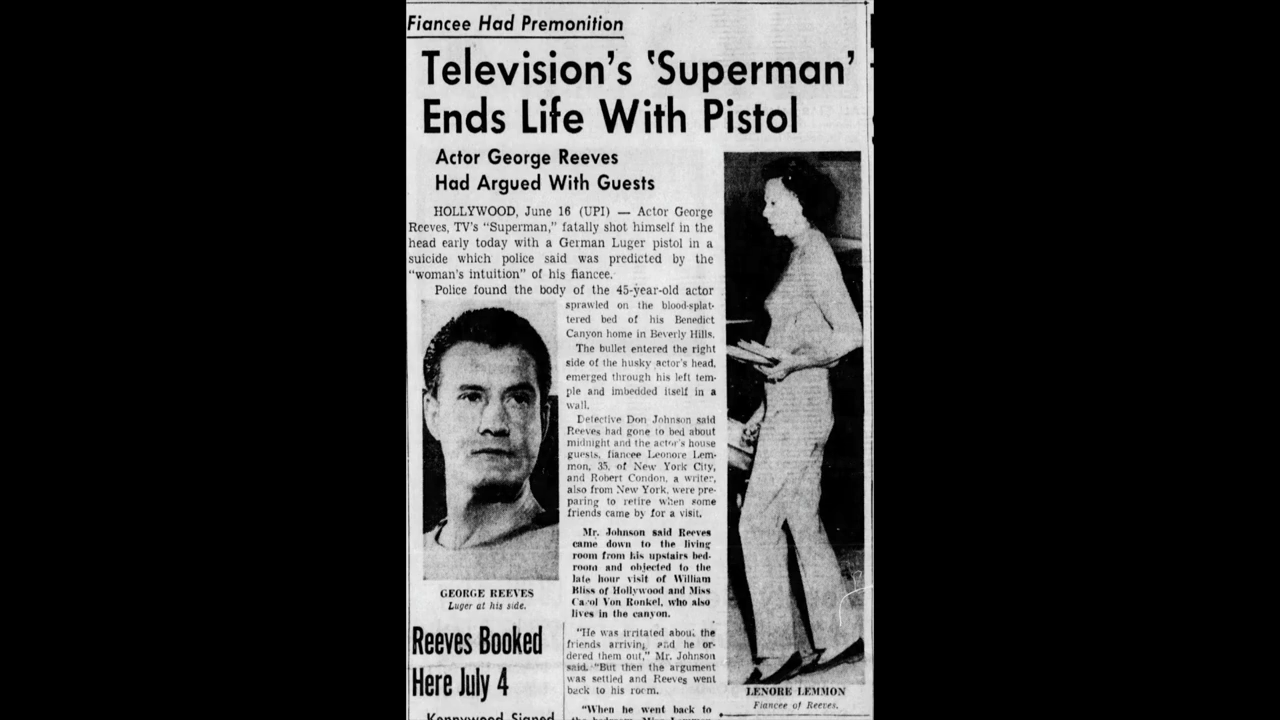 Fiancee Had Premonition
Television's 'Superman'
Ends Life With Pistol
Actor George Reeves
Had Argued With Guests
HOLLYWOOD, June 16 (UPI) — Actor George
Reeves, TV's "Superman," fatally shot himself in the
head early today with a German Luger pistol in a
suicide which police said was predicted by the
"woman's intuition" of his fiancee.
Police found the body of the 45-year-old actor
sprawled on the blood-splat-
tered bed of his Benedict
Canyon home in Beverly Hills.
The bullet entered the right
side of the husky actor's head,
emerged through his left tem-
ple and imbedded itself in a
wall.
Detective Don Johnson said
Reeves had gone to bed about
midnight and the actor's house
guests, fiancee Leonore Lem-
mon, 35, of New York City,
and Robert Condon, a writer,
also from New York, were pre-
paring to retire when some
friends came by for a visit.
Mr. Johnson said Reeves
came down to the living
room from his upstairs bed-
room and objected to the
late hour visit of William
Bliss of Hollywood and Miss
Carol Von Ronkel, who also
lives in the canyon.
"He was irritated about the
friends arriving and he or-
dered them out," Mr. Johnson
said. "But then the argument
was settled and Reeves went
back to his room.
"When he went back to
GEORGE REEVES
Luger at his side.
Reeves Booked
Here July 4
Kennywood Signed
LENORE LEMMON
Fiancee of Reeves.